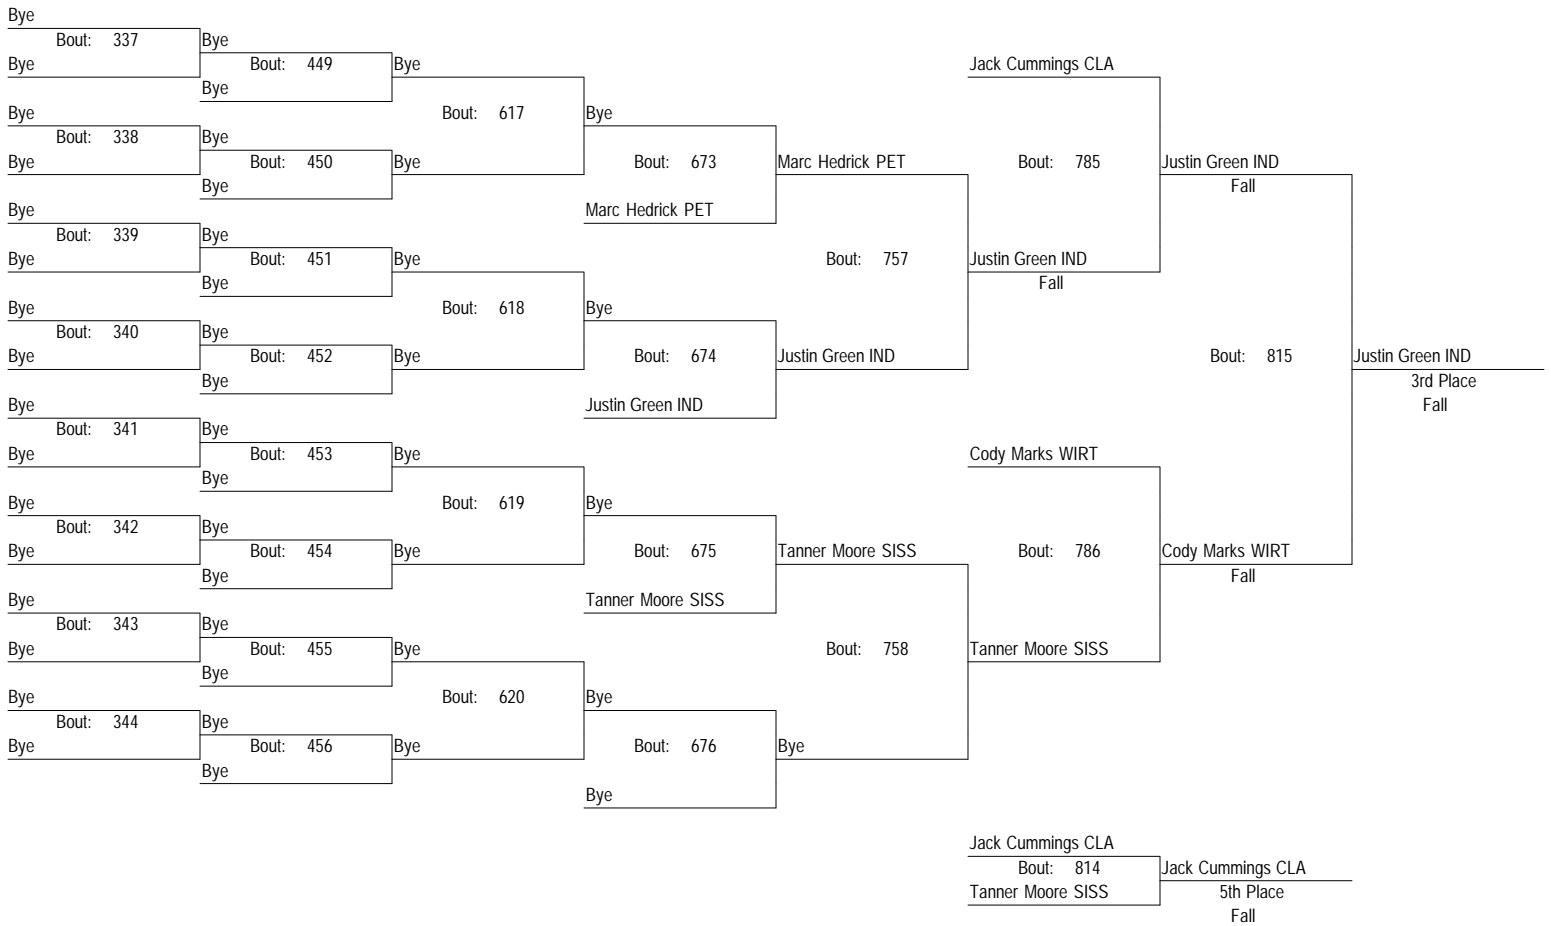 Bye
Bout: 337 Bye
Bye Bout: 449 Bye Jack Cummings CLA
Bye
Bye Bout: 617 Bye
Bout: 338 Bye
Bye Bout: 450 Bye Bout: 673 Marc Hedrick PET Bout: 785 Justin Green IND
Bye Fall
Bye Marc Hedrick PET
Bout: 339 Bye
Bye Bout: 451 Bye Bout: 757 Justin Green IND
Bye Fall
Bye Bout: 618 Bye
Bout: 340 Bye
Bye Bout: 452 Bye Bout: 674 Justin Green IND Bout: 815 Justin Green IND
Bye 3rd Place
Bye Justin Green IND Fall
Bout: 341 Bye
Bye Bout: 453 Bye Cody Marks WIRT
Bye
Bye Bout: 619 Bye
Bout: 342 Bye
Bye Bout: 454 Bye Bout: 675 Tanner Moore SISS Bout: 786 Cody Marks WIRT
Bye Fall
Bye Tanner Moore SISS
Bout: 343 Bye
Bye Bout: 455 Bye Bout: 758 Tanner Moore SISS
Bye
Bye Bout: 620 Bye
Bout: 344 Bye
Bye Bout: 456 Bye Bout: 676 Bye
Bye
Bye
Jack Cummings CLA
Bout: 814 Jack Cummings CLA
Tanner Moore SISS 5th Place
Fall